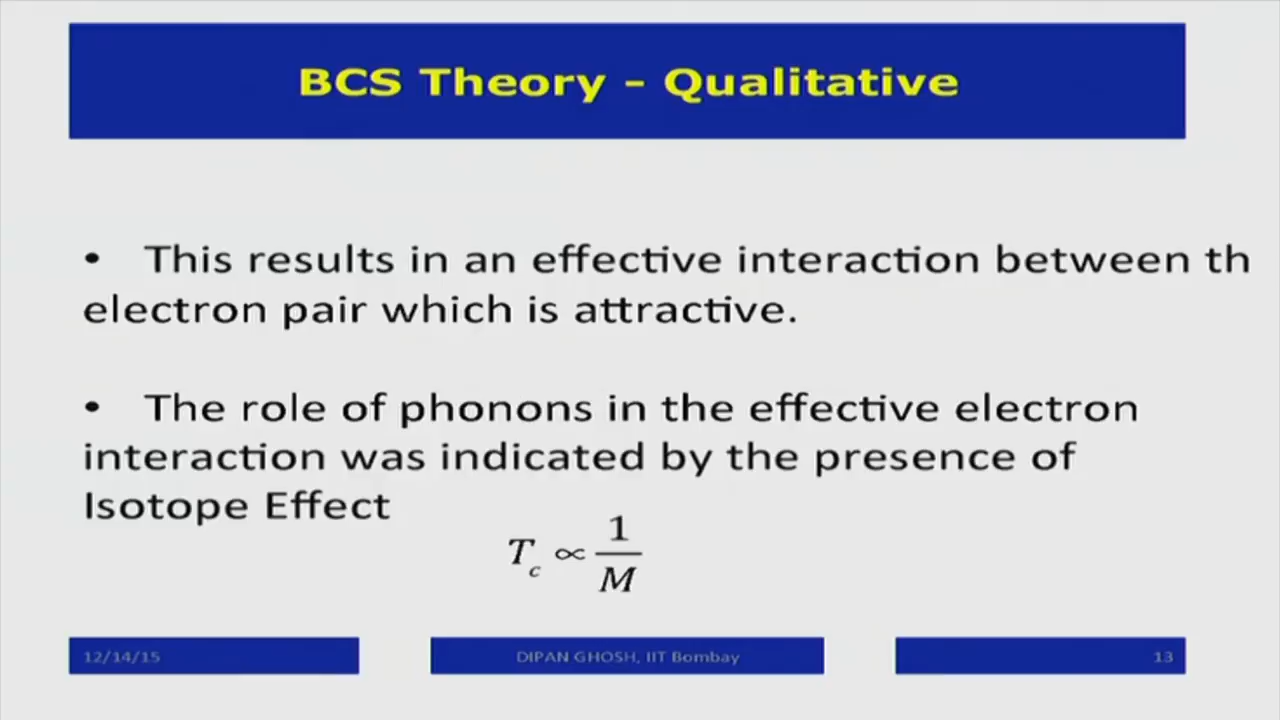 BCS Theory – Qualitative
• This results in an effective interaction between th
electron pair which is attractive.
• The role of phonons in the effective electron
interaction was indicated by the presence of
Isotope Effect
T_c ∝ 1/M
12/14/15
DIPAN GHOSH, IIT Bombay
13